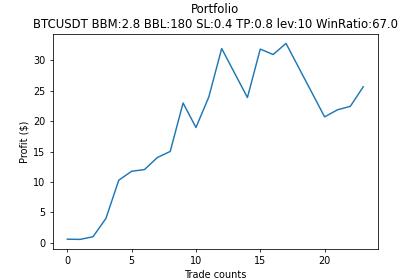 Portfolio
BTCUSDT BBM:2.8 BBL:180 SL:0.4 TP:0.8 lev:10 WinRatio:67.0
30
25
20
15
10
5
0
Profit ($)
0 5 10 15 20
Trade counts